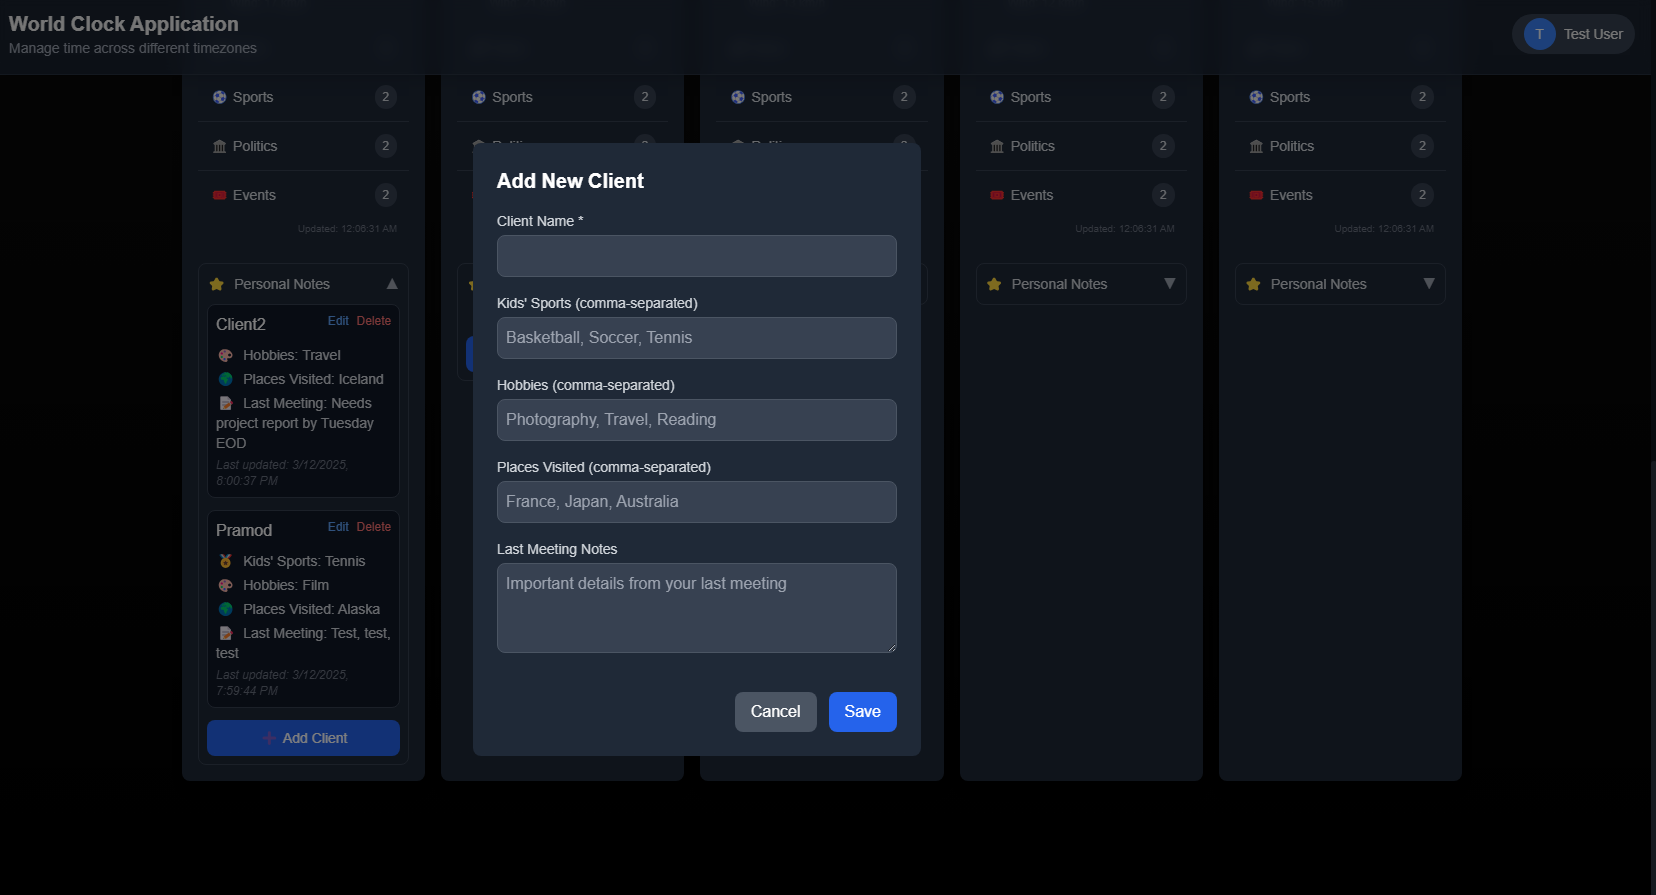 World Clock Application
Manage time across different timezones
T Test User
Sports 2
Politics 2
Events 2
Updated: 12:06:31 AM
Personal Notes ▲
Client2 Edit Delete
Hobbies: Travel
Places Visited: Iceland
Last Meeting: Needs
project report by Tuesday
EOD
Last updated: 3/12/2025,
8:00:37 PM
Pramod Edit Delete
Kids' Sports: Tennis
Hobbies: Film
Places Visited: Alaska
Last Meeting: Test, test,
test
Last updated: 3/12/2025,
7:59:44 PM
Add Client
Sports 2
Sports 2
Add New Client
Client Name *
Kids' Sports (comma-separated)
Basketball, Soccer, Tennis
Hobbies (comma-separated)
Photography, Travel, Reading
Places Visited (comma-separated)
France, Japan, Australia
Last Meeting Notes
Important details from your last meeting
Cancel Save
Sports 2
Politics 2
Events 2
Updated: 12:06:31 AM
Personal Notes ▼
Sports 2
Politics 2
Events 2
Updated: 12:06:31 AM
Personal Notes ▼